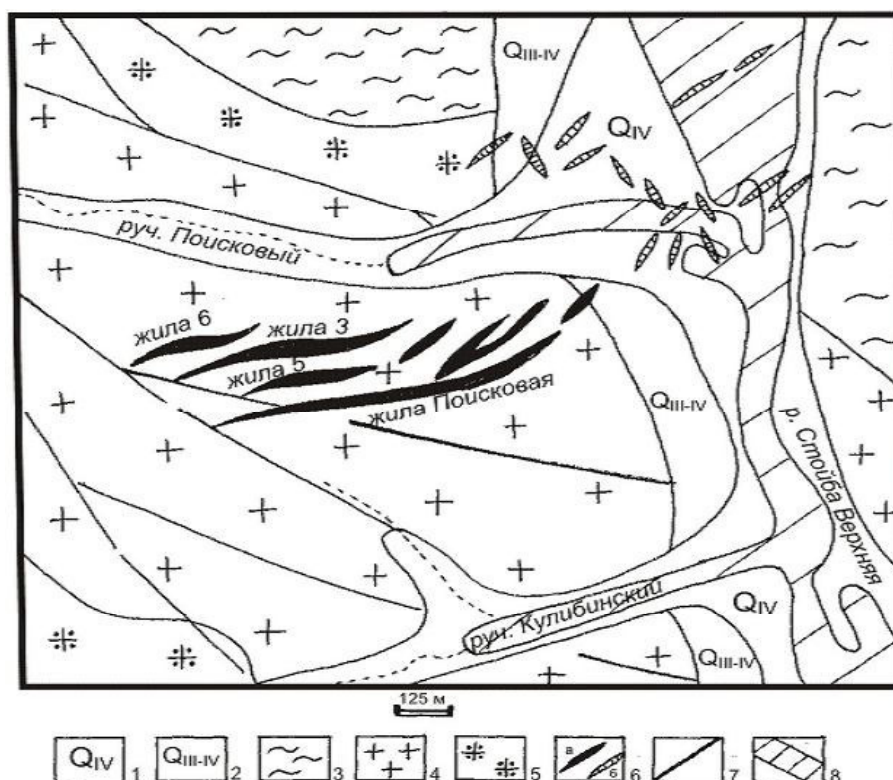 QIII-IV
QIV
руч. Поисковый
жила 6
жила 3
жила 5
жила Поисковая
QIII-IV
р. Стойба Верхняя
руч. Кулибинский
QIV
QIII-IV
125 м
QIV 1 QIII-IV 2 3 4 5 а б 6 7 8